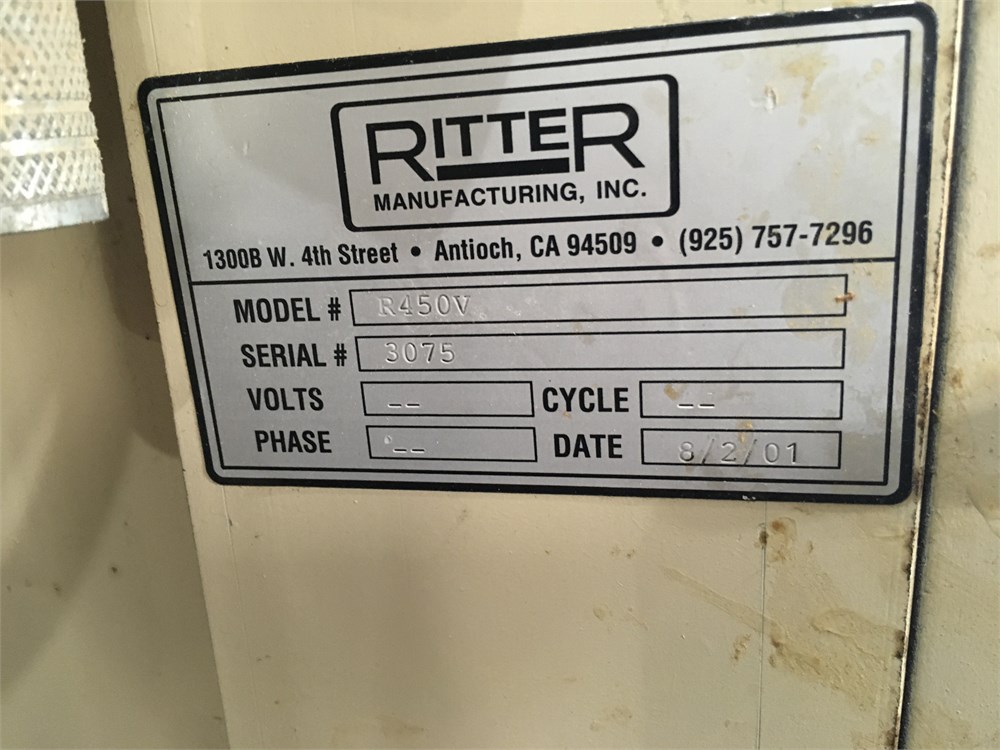 RITTER
MANUFACTURING, INC.
1300B W. 4th Street • Antioch, CA 94509 • (925) 757-7296
MODEL # R450V
SERIAL # 3075
VOLTS -- CYCLE --
PHASE -- DATE 8/2/01